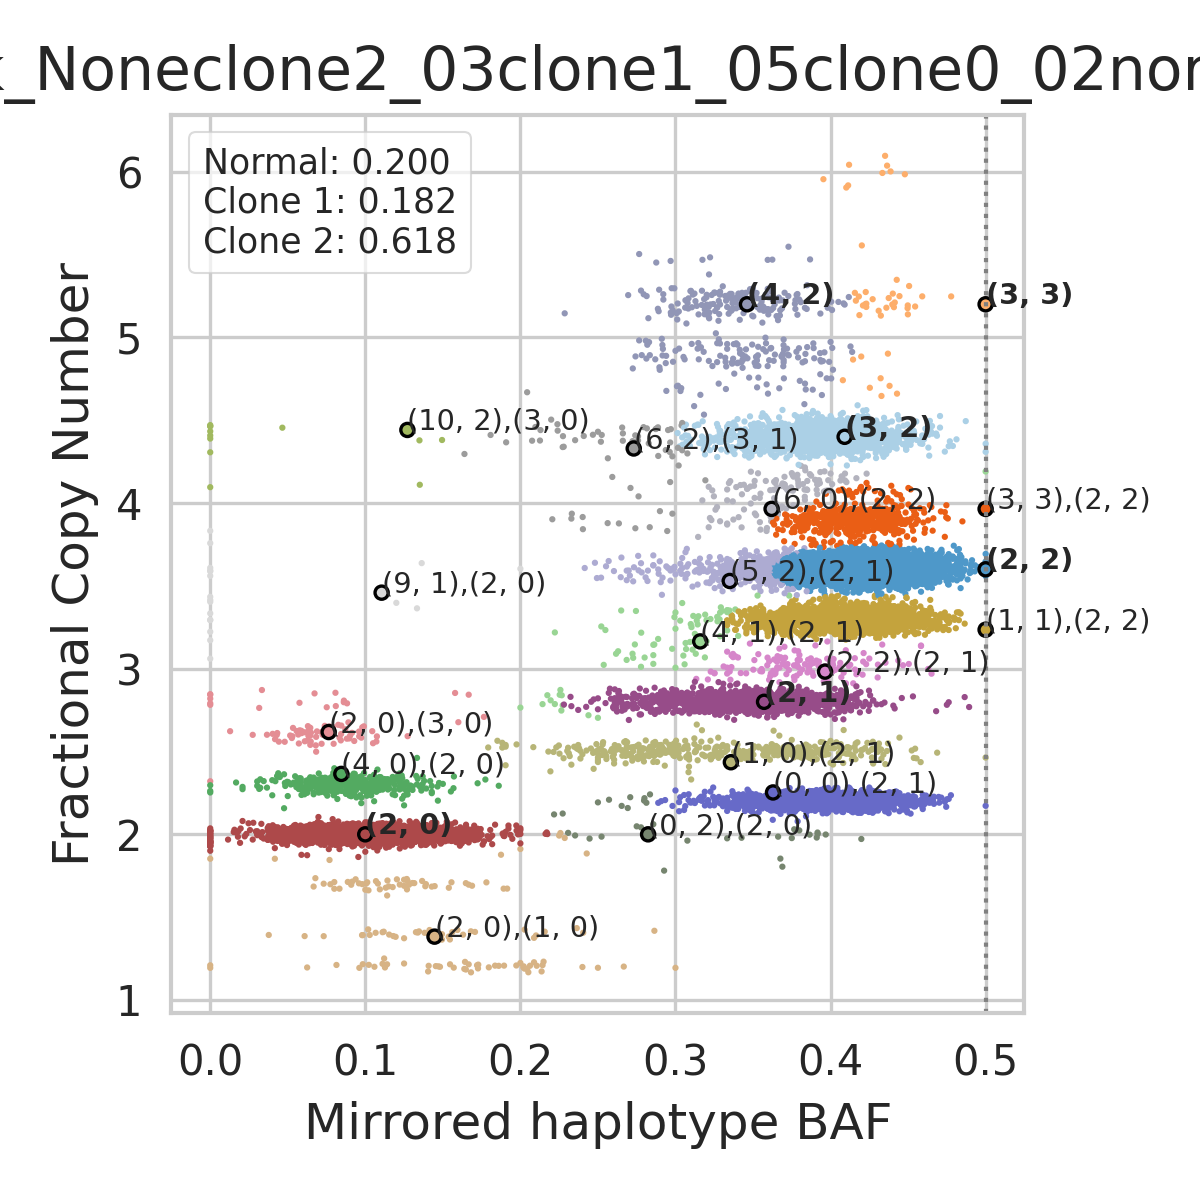 k_Noneclone2_03clone1_05clone0_02nor
Normal: 0.200
Clone 1: 0.182
Clone 2: 0.618
Fractional Copy Number
6
5
4
3
2
1
(4, 2)
(3, 3)
(10, 2),(3, 0)
(6, 2),(3, 1)
(3, 2)
(6, 0),(2, 2)
(3, 3),(2, 2)
(9, 1),(2, 0)
(5, 2),(2, 1)
(2, 2)
(4, 1),(2, 1)
(1, 1),(2, 2)
(2, 2),(2, 1)
(2, 1)
(2, 0),(3, 0)
(1, 0),(2, 1)
(4, 0),(2, 0)
(0, 0),(2, 1)
(2, 0)
(0, 2),(2, 0)
(2, 0),(1, 0)
0.0 0.1 0.2 0.3 0.4 0.5
Mirrored haplotype BAF